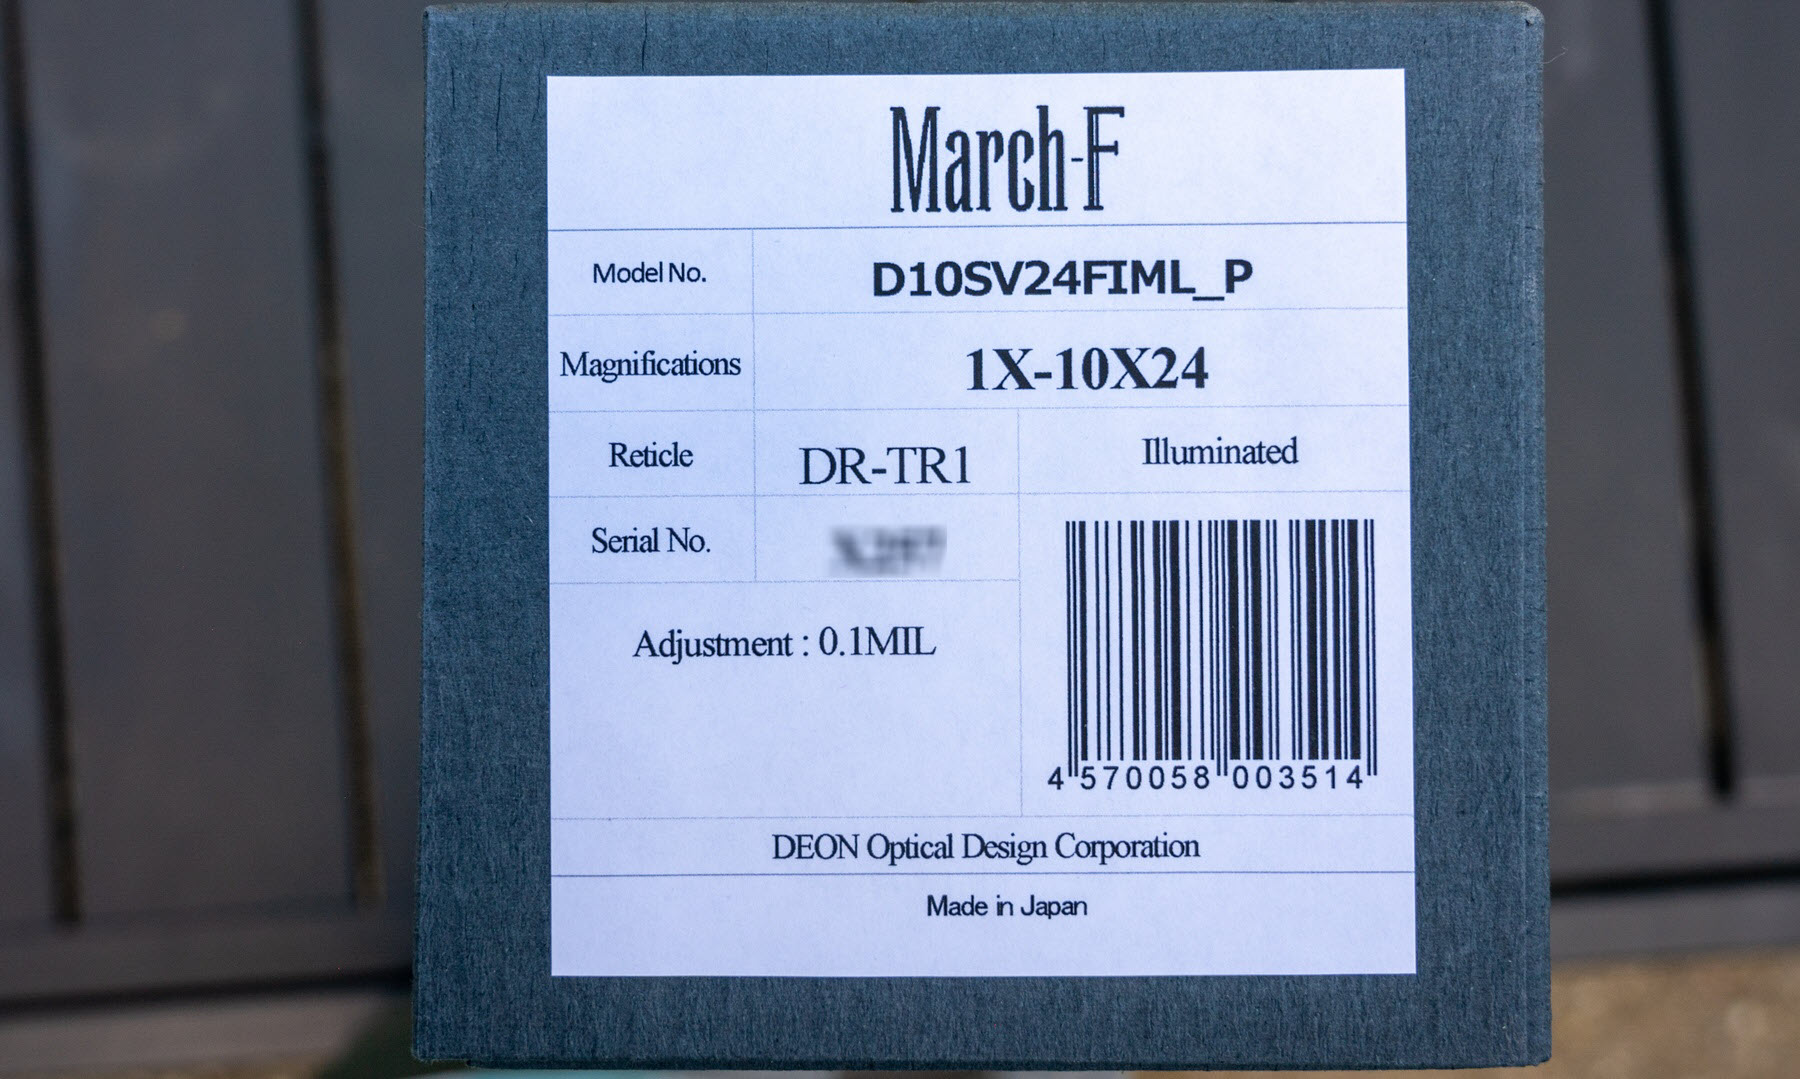 March-F
Model No. D10SV24FIML_P
Magnifications 1X-10X24
Reticle DR-TR1 Illuminated
Serial No.
Adjustment : 0.1MIL
4 570058 003514
DEON Optical Design Corporation
Made in Japan